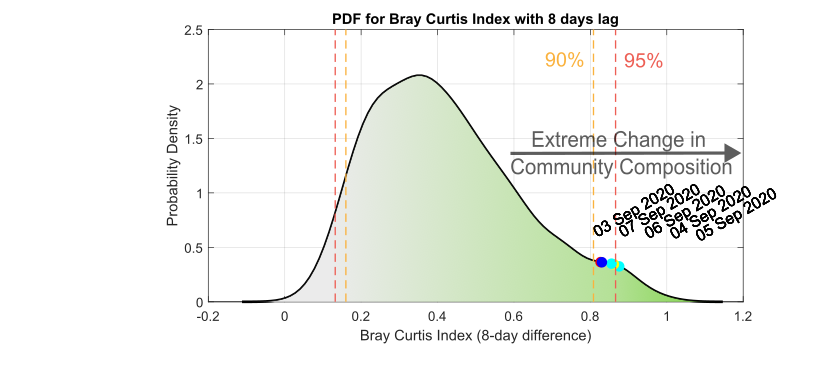 PDF for Bray Curtis Index with 8 days lag
2.5
2
1.5
1
0.5
0
Probability Density
90%
95%
Extreme Change in
Community Composition
03 Sep 2020
07 Sep 2020
06 Sep 2020
04 Sep 2020
05 Sep 2020
-0.2
0
0.2
0.4
0.6
0.8
1
1.2
Bray Curtis Index (8-day difference)